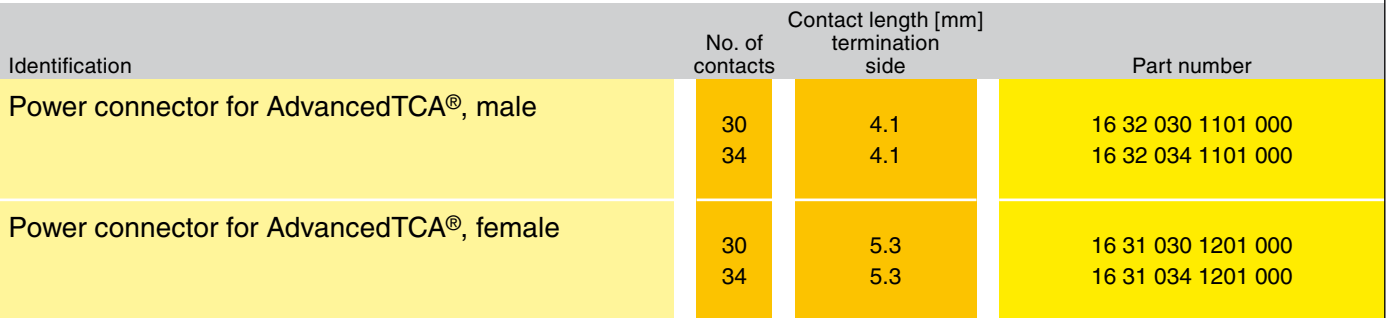 Identification No. of contacts Contact length [mm] termination side Part number
Power connector for AdvancedTCA®, male
30 4.1 16 32 030 1101 000
34 4.1 16 32 034 1101 000
Power connector for AdvancedTCA®, female
30 5.3 16 31 030 1201 000
34 5.3 16 31 034 1201 000